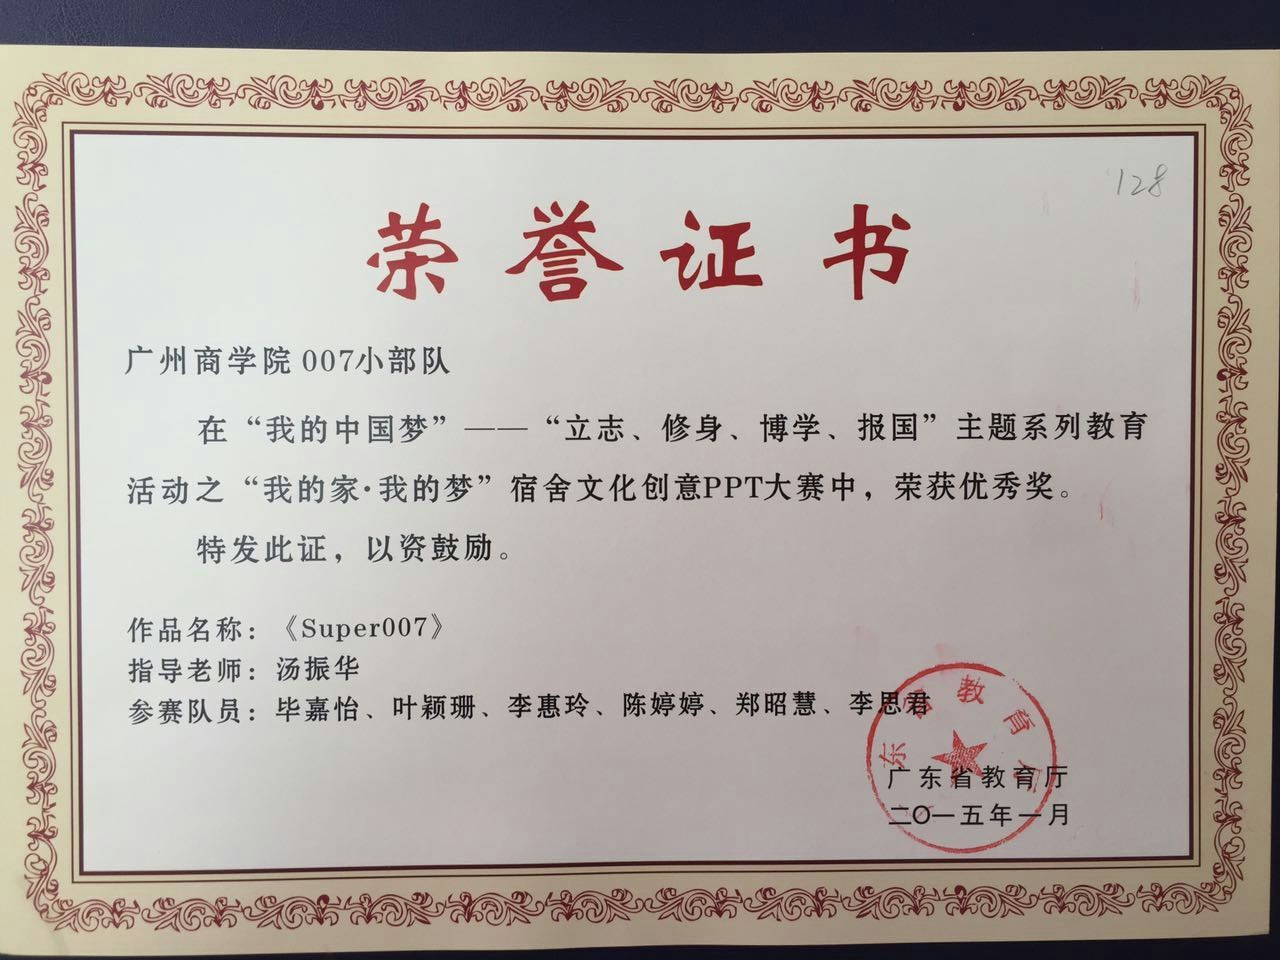 128
荣誉证书
广州商学院 007小部队
在“我的中国梦”——“立志、修身、博学、报国”主题系列教育
活动之“我的家·我的梦”宿舍文化创意PPT大赛中，荣获优秀奖。
特发此证，以资鼓励。
作品名称：《Super007》
指导老师：汤振华
参赛队员：毕嘉怡、叶颖珊、李惠玲、陈婷婷、郑昭慧、李思君
东省教育厅
广东省教育厅
二〇一五年一月